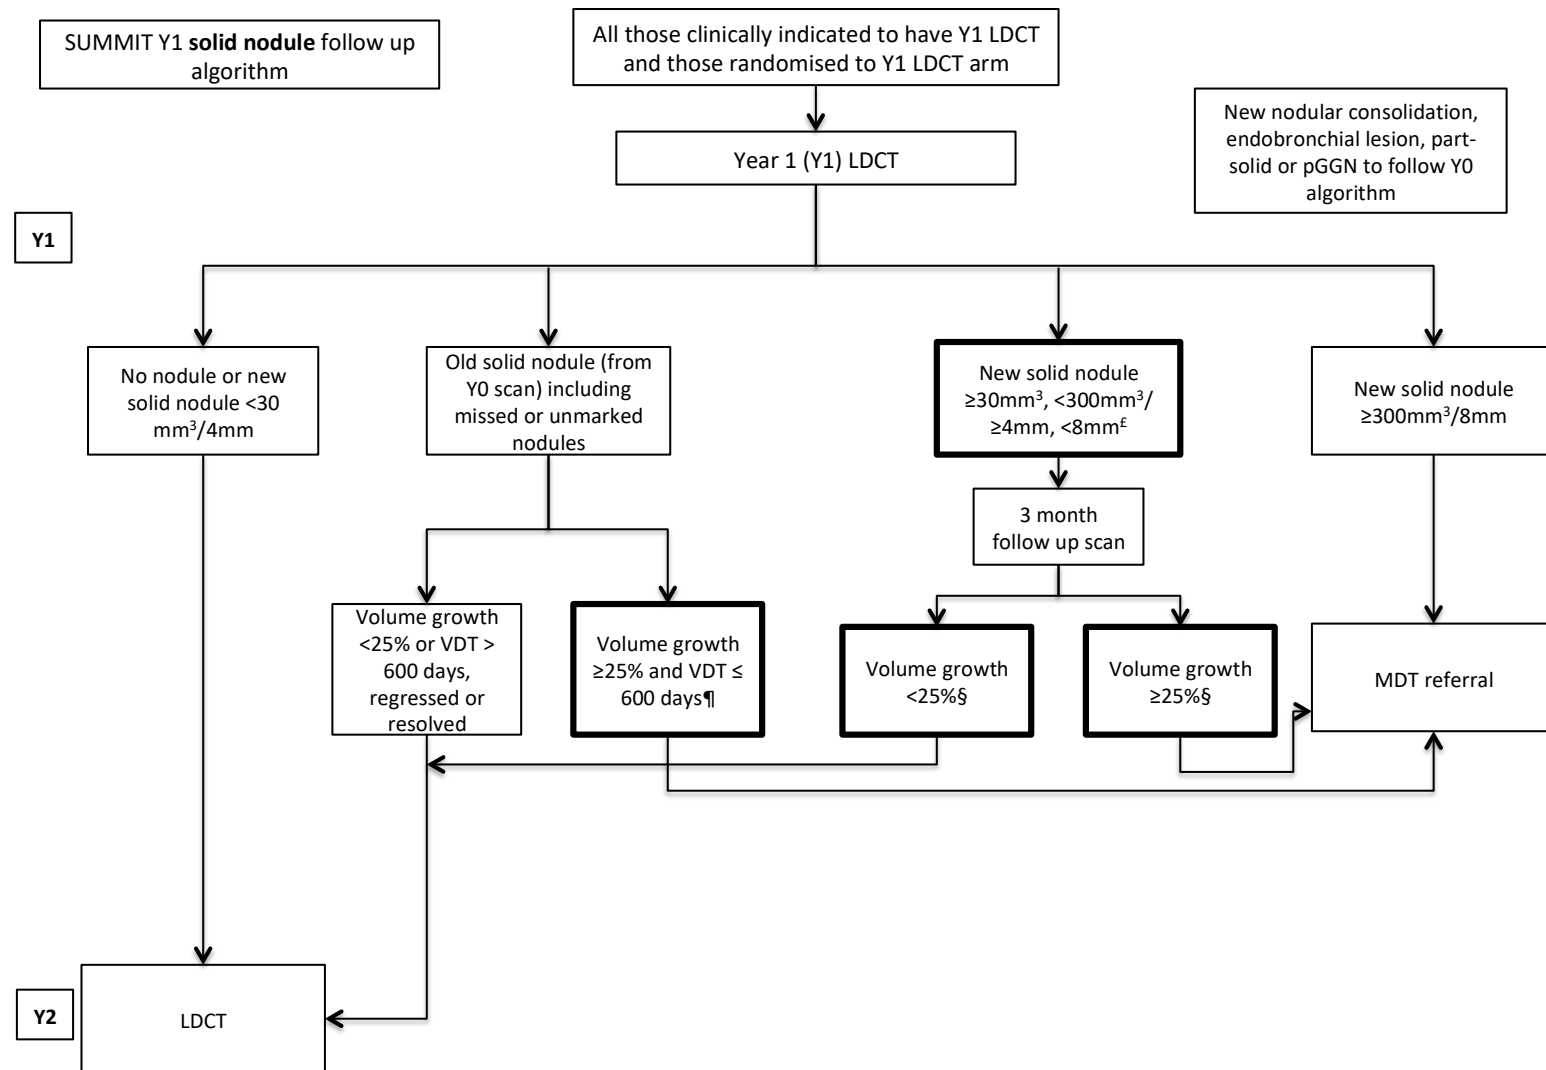 SUMMIT Y1 solid nodule follow up
algorithm
All those clinically indicated to have Y1 LDCT
and those randomised to Y1 LDCT arm
New nodular consolidation,
endobronchial lesion, part-
solid or pGGN to follow Y0
algorithm
Year 1 (Y1) LDCT
Y1
No nodule or new
solid nodule <30
mm³/4mm
Old solid nodule (from
Y0 scan) including
missed or unmarked
nodules
New solid nodule
≥30mm³, <300mm³/
≥4mm, <8mm£
New solid nodule
≥300mm³/8mm
3 month
follow up scan
Volume growth
<25% or VDT >
600 days,
regressed or
resolved
Volume growth
≥25% and VDT ≤
600 days¶
Volume growth
<25%§
Volume growth
≥25%§
MDT referral
Y2
LDCT